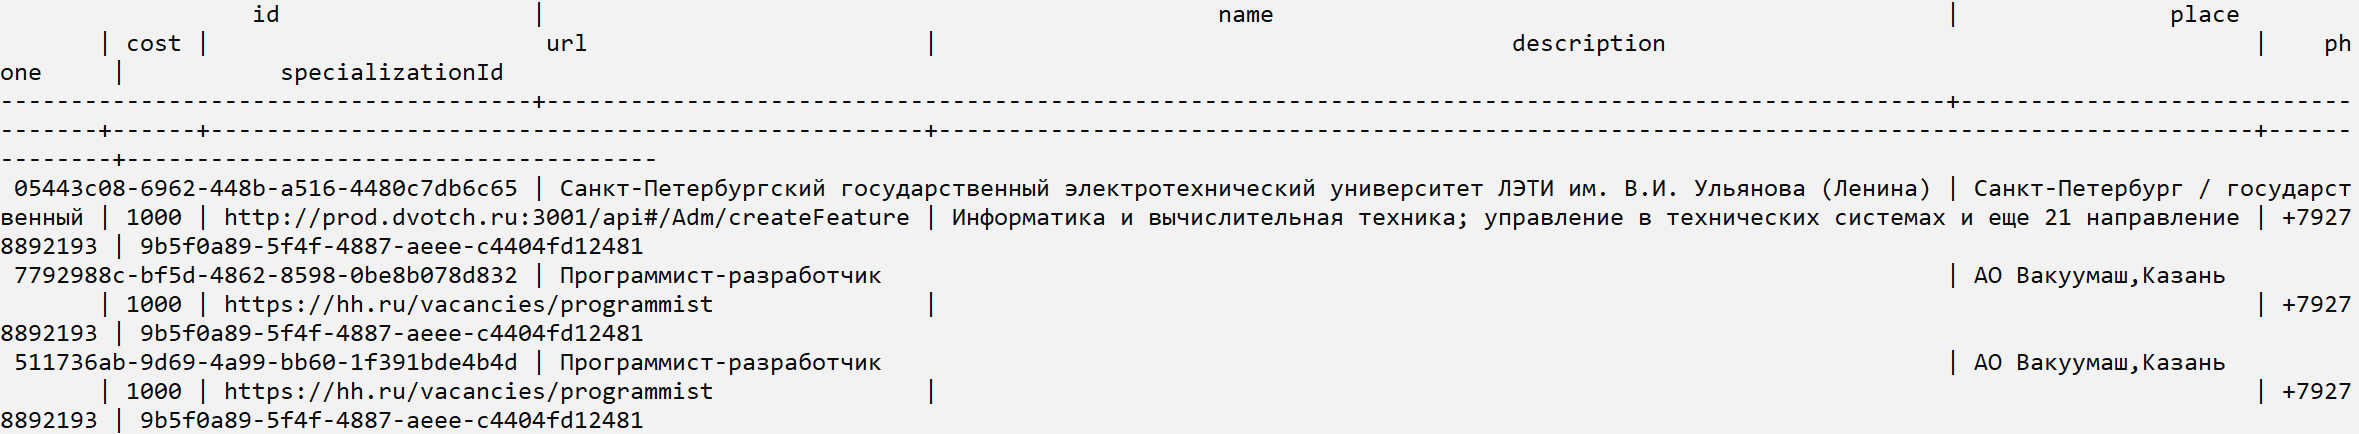 id | name | place
| cost | url | description | ph
one | specializationId
--------------------------------------+----------------------------------------------------------------------------------------------------+----------------------------
-------+------+---------------------------------------------------+----------------------------------------------------------------------------------------------+------
--------+--------------------------------------
05443c08-6962-448b-a516-4480c7db6c65 | Санкт-Петербургский государственный электротехнический университет ЛЭТИ им. В.И. Ульянова (Ленина) | Санкт-Петербург / государст
венный | 1000 | http://prod.dvotch.ru:3001/api#/Adm/createFeature | Информатика и вычислительная техника; управление в технических системах и еще 21 направление | +7927
8892193 | 9b5f0a89-5f4f-4887-aeee-c4404fd12481
7792988c-bf5d-4862-8598-0be8b078d832 | Программист-разработчик | АО Вакуумаш,Казань
| 1000 | https://hh.ru/vacancies/programmist | | +7927
8892193 | 9b5f0a89-5f4f-4887-aeee-c4404fd12481
511736ab-9d69-4a99-bb60-1f391bde4b4d | Программист-разработчик | АО Вакуумаш,Казань
| 1000 | https://hh.ru/vacancies/programmist | | +7927
8892193 | 9b5f0a89-5f4f-4887-aeee-c4404fd12481